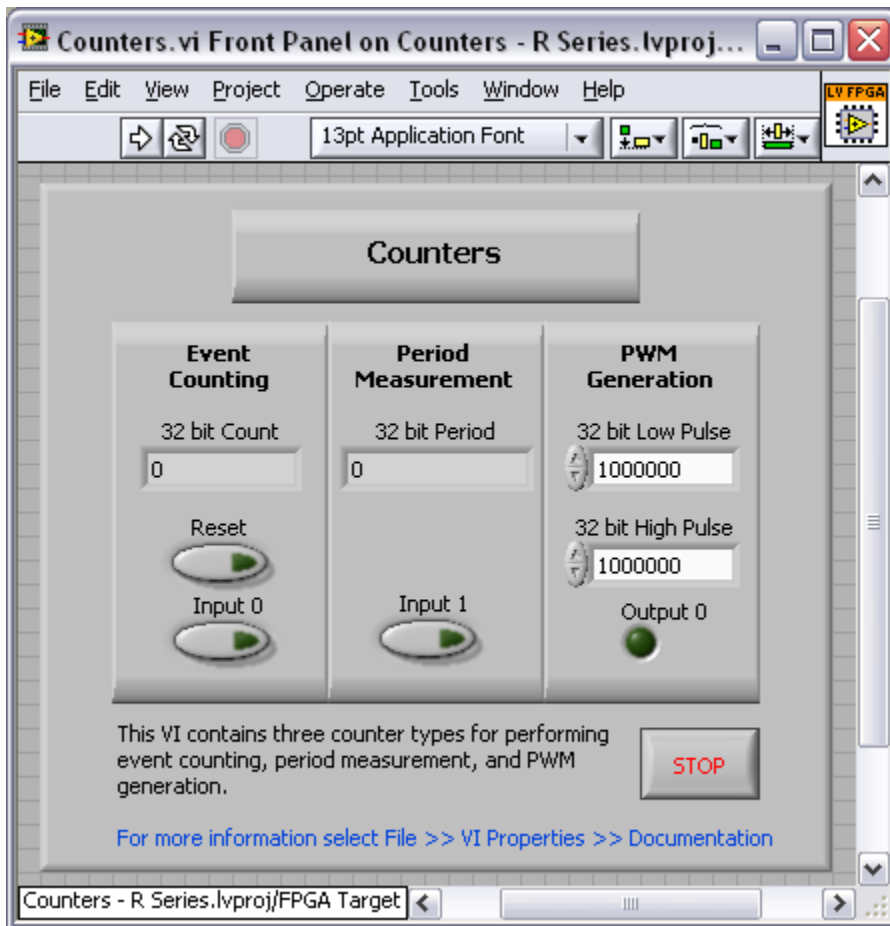 Counters.vi Front Panel on Counters - R Series.lvproj...
File Edit View Project Operate Tools Window Help
LV FPGA
13pt Application Font
Counters
Event
Counting
32 bit Count
0
Reset
Input 0
Period
Measurement
32 bit Period
0
Input 1
PWM
Generation
32 bit Low Pulse
1000000
32 bit High Pulse
1000000
Output 0
This VI contains three counter types for performing
event counting, period measurement, and PWM
generation.
STOP
For more information select File >> VI Properties >> Documentation
Counters - R Series.lvproj/FPGA Target